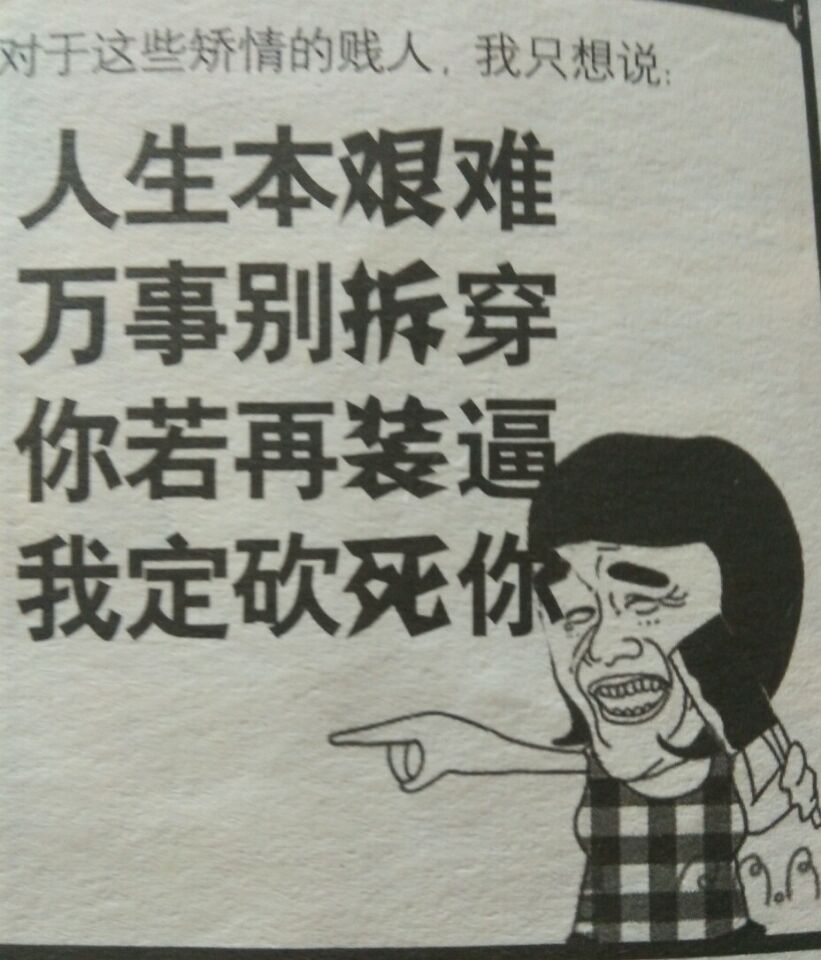 对于这些矫情的贱人，我只想说：
人生本艰难
万事别拆穿
你若再装逼
我定砍死你